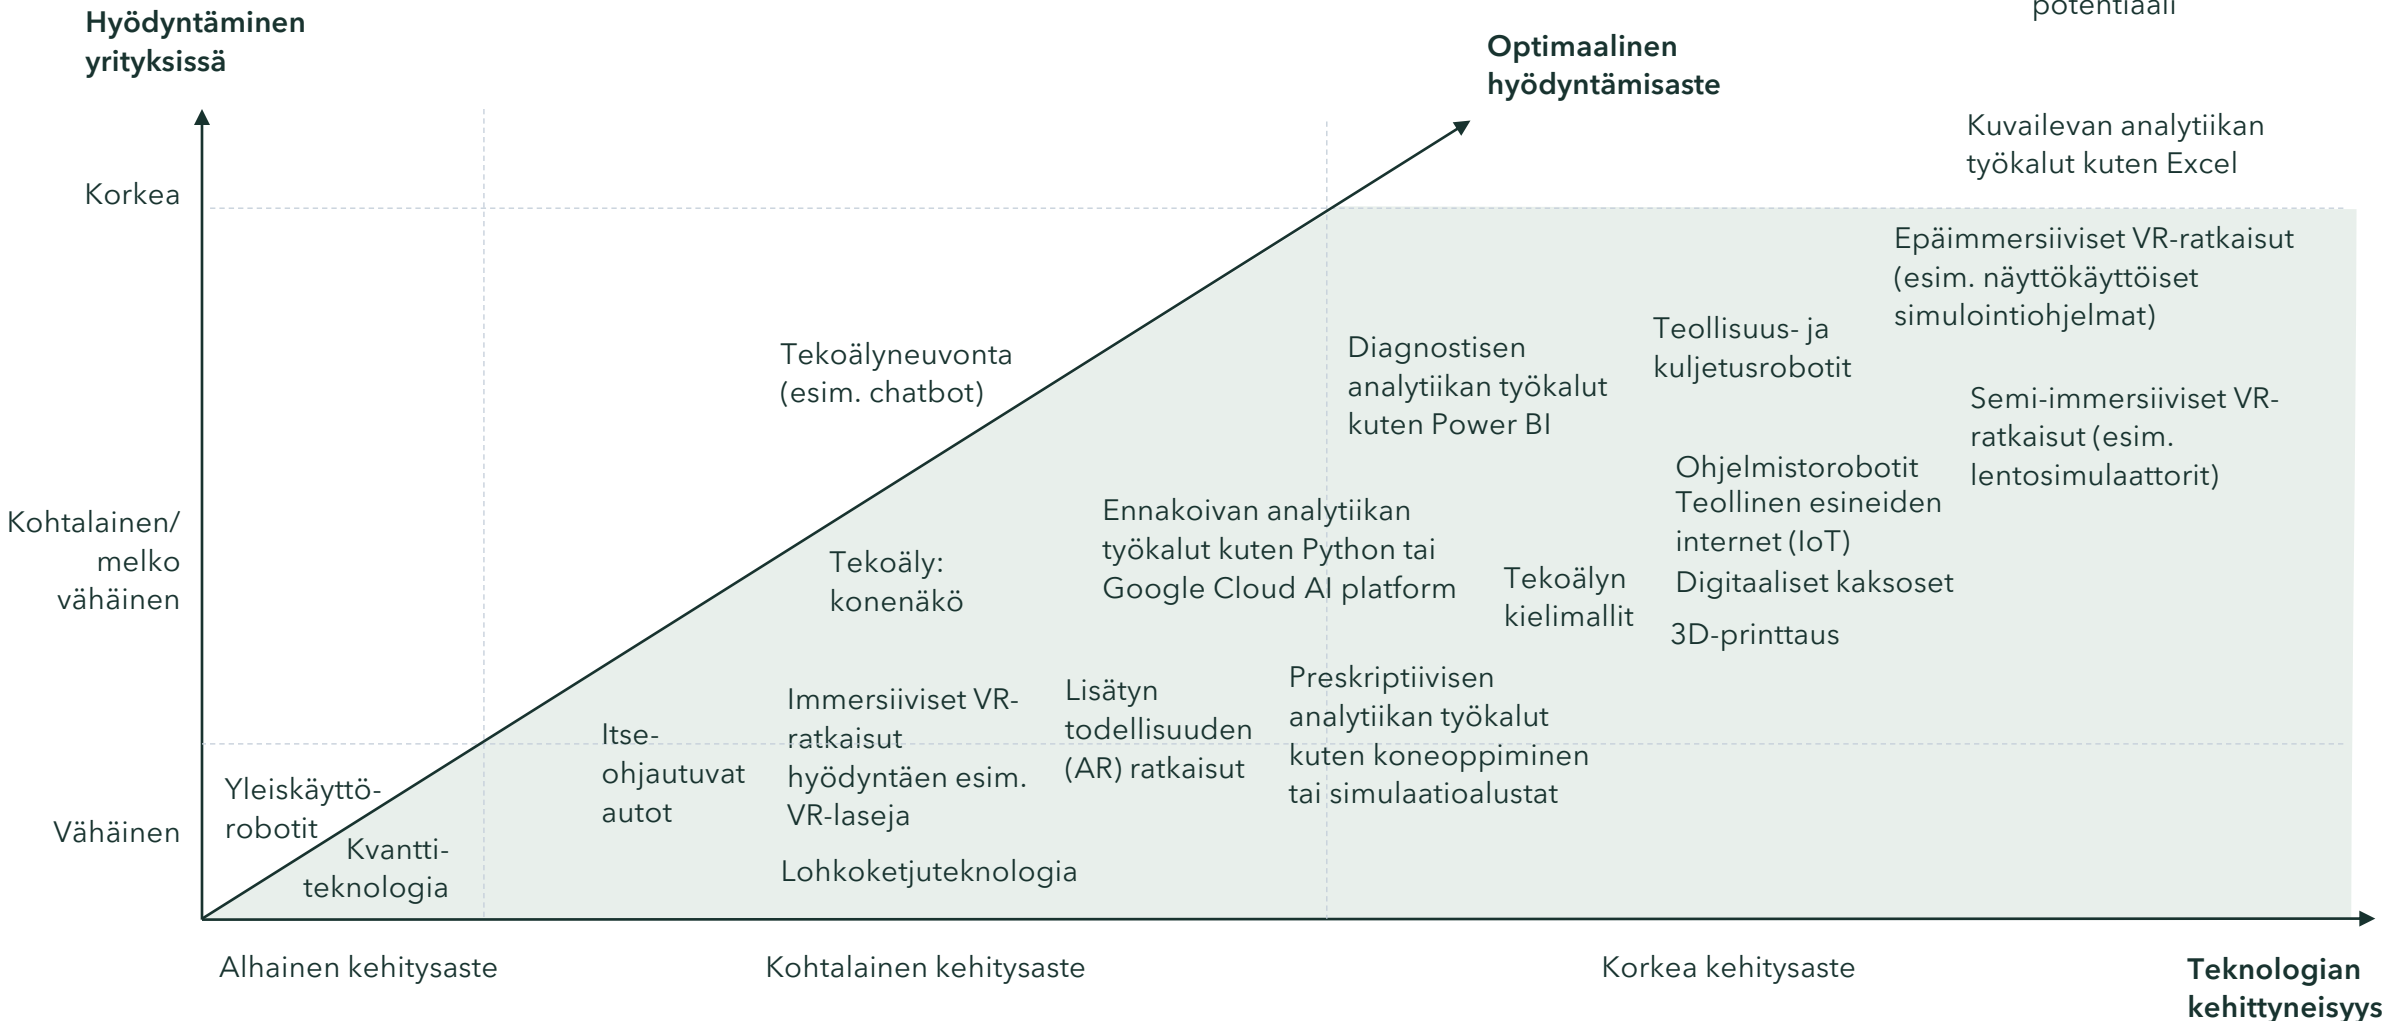 Hyödyntäminen
yrityksissä
potentiaali
Optimaalinen
hyödyntämisaste
Kuvailevan analytiikan
työkalut kuten Excel
Korkea
Epäimmersiiviset VR-ratkaisut
(esim. näyttökäyttöiset
simulointiohjelmat)
Teollisuus- ja
kuljetusrobotit
Tekoälyneuvonta
(esim. chatbot)
Diagnostisen
analytiikan työkalut
kuten Power BI
Semi-immersiiviset VR-
ratkaisut (esim.
lentosimulaattorit)
Ohjelmistorobotit
Teollinen esineiden
internet (IoT)
Digitaaliset kaksoset
3D-printtaus
Kohtalainen/
melko
vähäinen
Ennakoivan analytiikan
työkalut kuten Python tai
Google Cloud AI platform
Tekoäly:
konenäkö
Tekoälyn
kielimallit
Preskriptiivisen
analytiikan työkalut
kuten koneoppiminen
tai simulaatioalustat
Lisätyn
todellisuuden
(AR) ratkaisut
Immersiiviset VR-
ratkaisut
hyödyntäen esim.
VR-laseja
Itse-
ohjautuvat
autot
Yleiskäyttö-
robotit
Vähäinen
Kvantti-
teknologia
Lohkoketjuteknologia
Alhainen kehitysaste
Kohtalainen kehitysaste
Korkea kehitysaste
Teknologian
kehittyneisyys